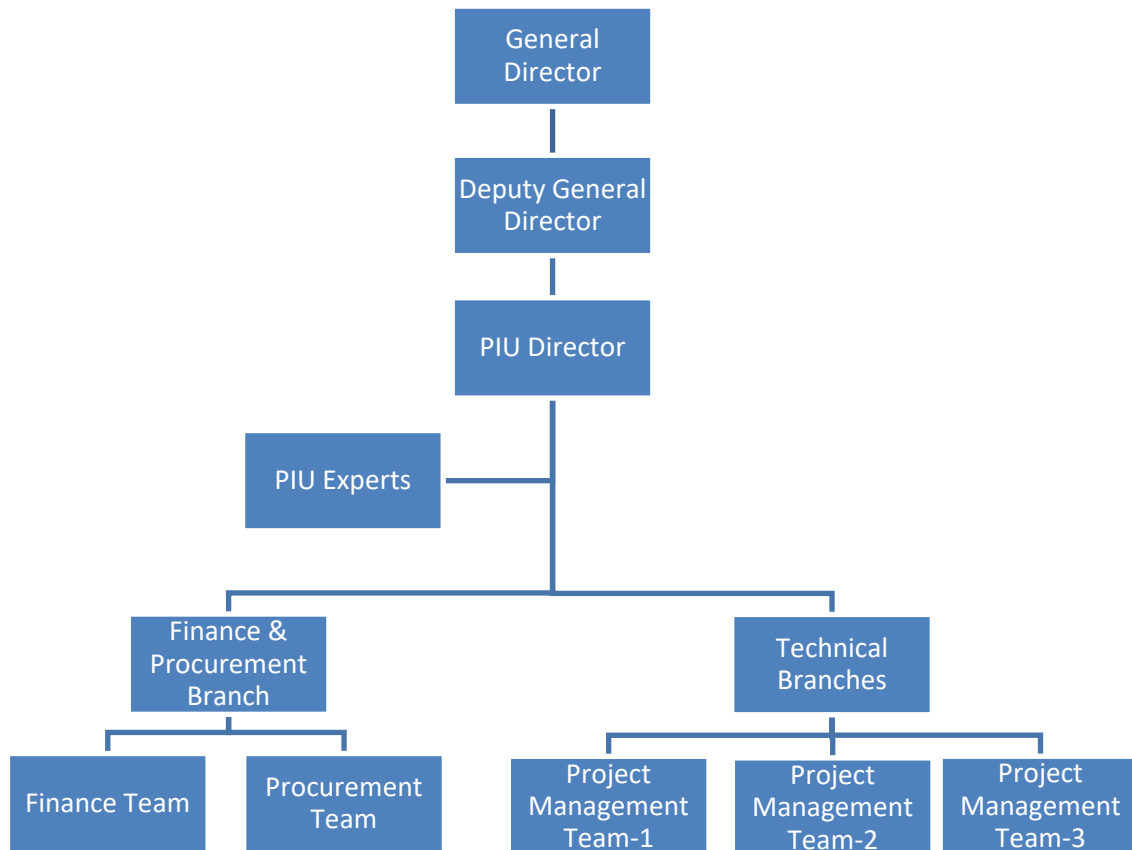 General
Director
Deputy General
Director
PIU Director
PIU Experts
Finance &
Procurement
Branch
Technical
Branches
Finance Team
Procurement
Team
Project
Management
Team-1
Project
Management
Team-2
Project
Management
Team-3